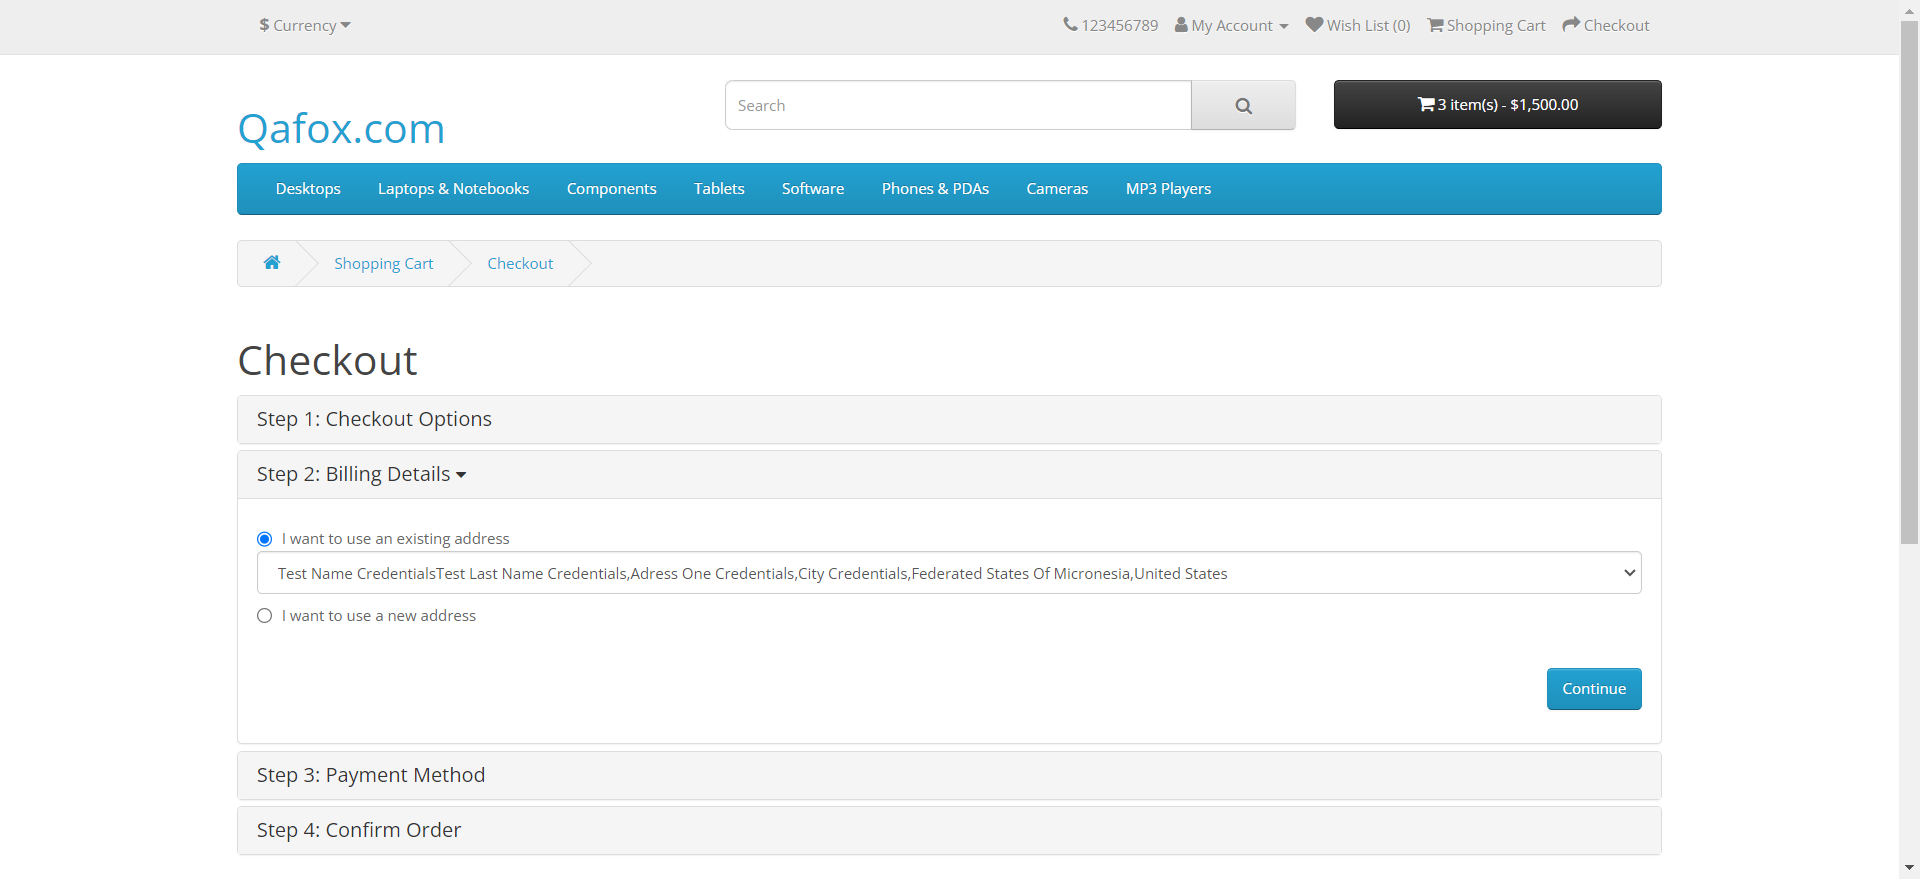 $ Currency
123456789 My Account Wish List (0) Shopping Cart Checkout
Search
3 item(s) - $1,500.00
Qafox.com
Desktops Laptops & Notebooks Components Tablets Software Phones & PDAs Cameras MP3 Players
Shopping Cart Checkout
Checkout
Step 1: Checkout Options
Step 2: Billing Details
I want to use an existing address
Test Name CredentialsTest Last Name Credentials,Adress One Credentials,City Credentials,Federated States Of Micronesia,United States
I want to use a new address
Continue
Step 3: Payment Method
Step 4: Confirm Order